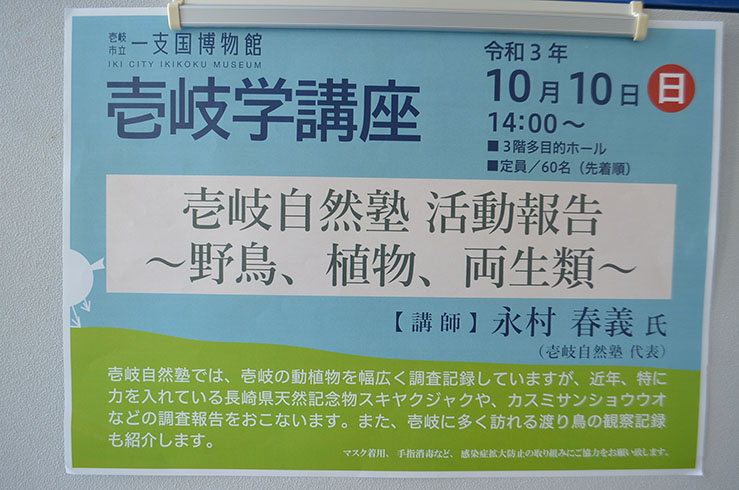 壱岐市立 一支国博物館
IKI CITY IKIKOKU MUSEUM
壱岐学講座
令和3年
10月10日 日
14:00～
■3階多目的ホール
■定員／60名（先着順）
壱岐自然塾 活動報告
～野鳥、植物、両生類～
【講師】永村 春義 氏
（壱岐自然塾 代表）
壱岐自然塾では、壱岐の動植物を幅広く調査記録していますが、近年、特に
力を入れている長崎県天然記念物スキヤクジャクや、カスミサンショウウオ
などの調査報告をおこないます。また、壱岐に多く訪れる渡り鳥の観察記録
も紹介します。
マスク着用、手指消毒など、感染症拡大防止の取り組みにご協力をお願い致します。